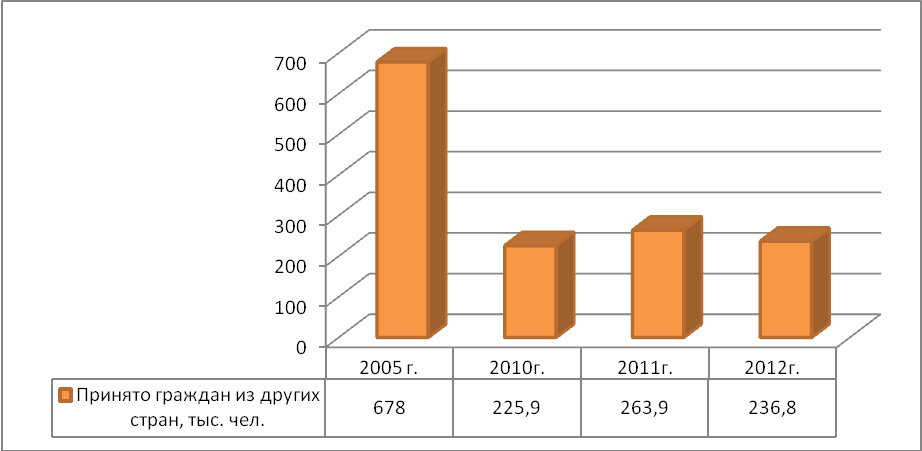 700
600
500
400
300
200
100
0
2005 г.
2010г.
2011г.
2012г.
Принято граждан из других
стран, тыс. чел.
678
225,9
263,9
236,8